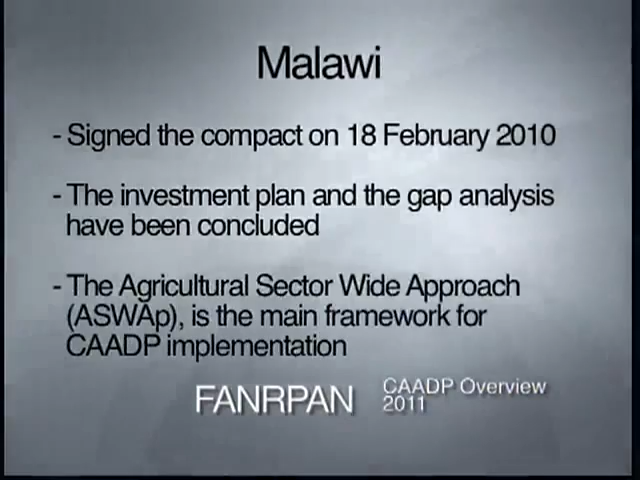 Malawi
- Signed the compact on 18 February 2010
- The investment plan and the gap analysis
have been concluded
- The Agricultural Sector Wide Approach
(ASWAp), is the main framework for
CAADP implementation
FANRPAN
CAADP Overview
2011